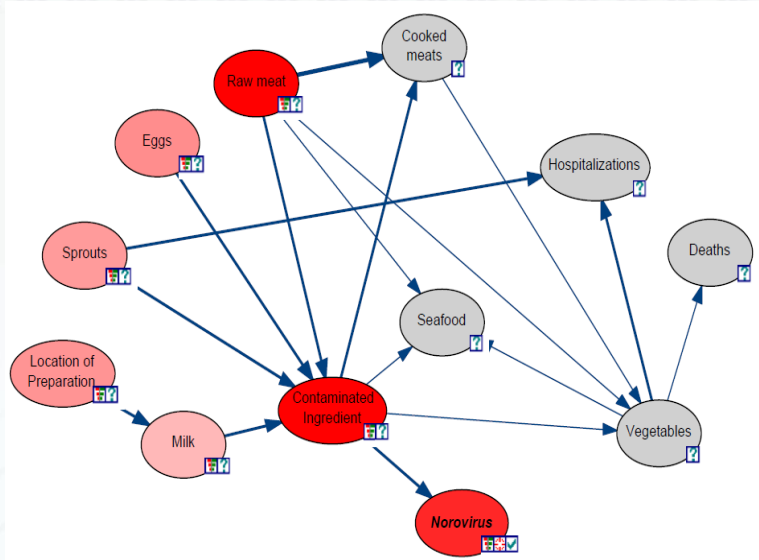 Cooked
meats
Raw meat
Eggs
Hospitalizations
Sprouts
Deaths
Seafood
Location of
Preparation
Contaminated
Ingredient
Milk
Vegetables
Norovirus